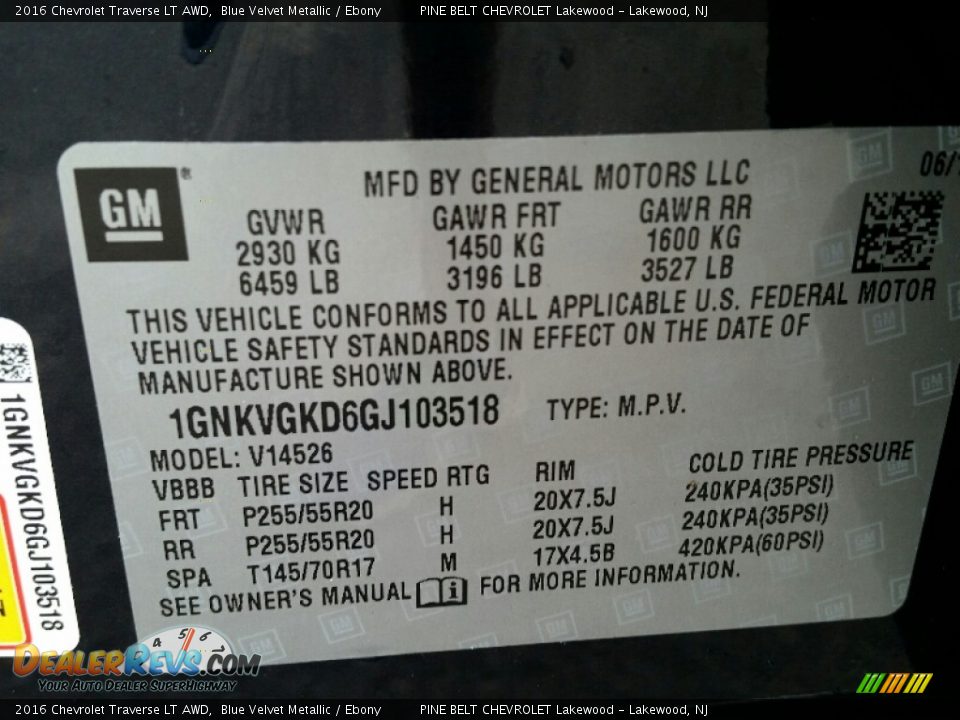 2016 Chevrolet Traverse LT AWD, Blue Velvet Metallic / Ebony PINE BELT CHEVROLET Lakewood - Lakewood, NJ
GM ®
MFD BY GENERAL MOTORS LLC 06/
GVWR GAWR FRT GAWR RR
2930 KG 1450 KG 1600 KG
6459 LB 3196 LB 3527 LB
THIS VEHICLE CONFORMS TO ALL APPLICABLE U.S. FEDERAL MOTOR
VEHICLE SAFETY STANDARDS IN EFFECT ON THE DATE OF
MANUFACTURE SHOWN ABOVE.
1GNKVGKD6GJ103518 TYPE: M.P.V.
MODEL: V14526
VBBB TIRE SIZE SPEED RTG RIM COLD TIRE PRESSURE
FRT P255/55R20 H 20X7.5J 240KPA(35PSI)
RR P255/55R20 H 20X7.5J 240KPA(35PSI)
SPA T145/70R17 M 17X4.5B 420KPA(60PSI)
SEE OWNER'S MANUAL i FOR MORE INFORMATION.
1GNKVGKD6GJ103518
4 5 6
DEALERREVS.COM
YOUR AUTO DEALER SUPERHIGHWAY
2016 Chevrolet Traverse LT AWD, Blue Velvet Metallic / Ebony PINE BELT CHEVROLET Lakewood - Lakewood, NJ